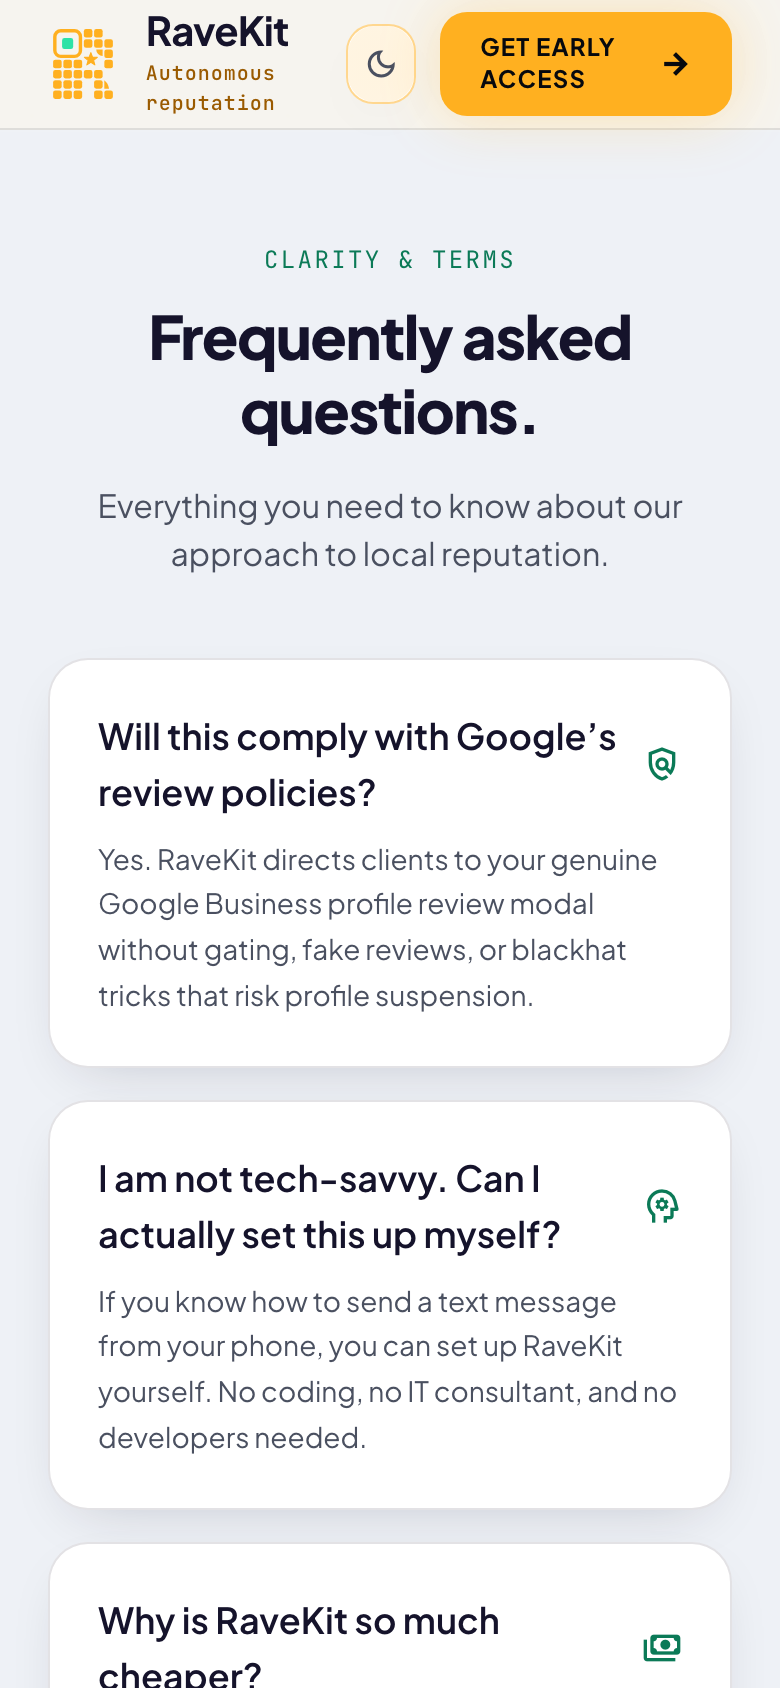 RaveKit
Autonomous
reputation
GET EARLY
ACCESS
CLARITY & TERMS
Frequently asked
questions.
Everything you need to know about our
approach to local reputation.
Will this comply with Google’s
review policies?
Yes. RaveKit directs clients to your genuine
Google Business profile review modal
without gating, fake reviews, or blackhat
tricks that risk profile suspension.
I am not tech-savvy. Can I
actually set this up myself?
If you know how to send a text message
from your phone, you can set up RaveKit
yourself. No coding, no IT consultant, and no
developers needed.
Why is RaveKit so much
cheaper?